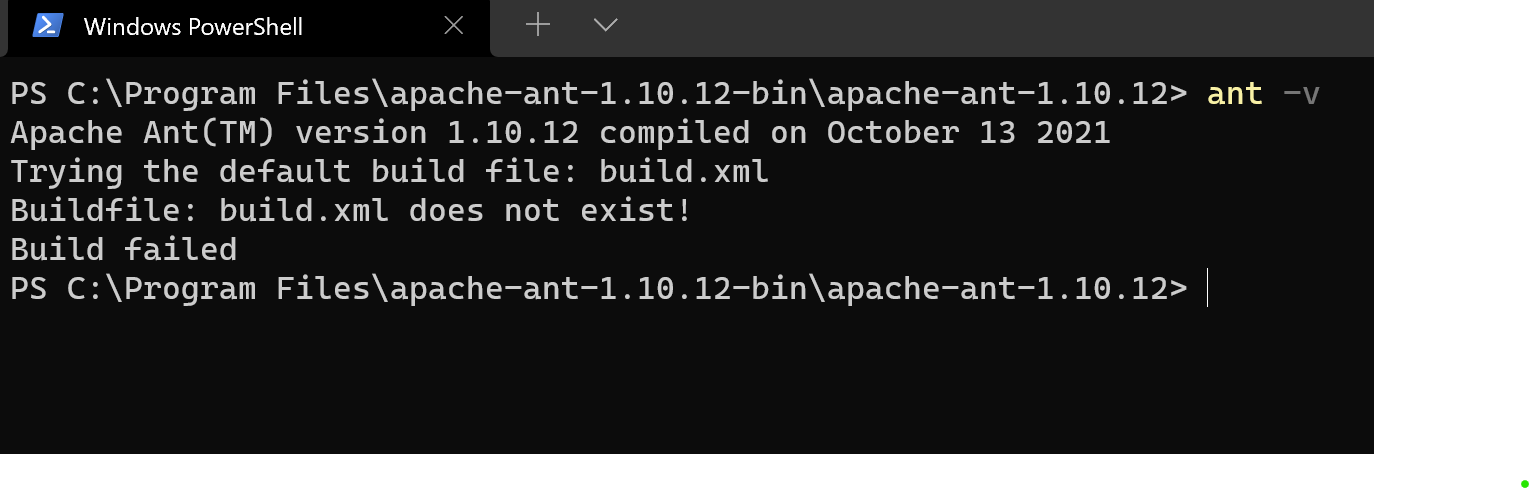 Windows PowerShell
PS C:\Program Files\apache-ant-1.10.12-bin\apache-ant-1.10.12> ant -v
Apache Ant(TM) version 1.10.12 compiled on October 13 2021
Trying the default build file: build.xml
Buildfile: build.xml does not exist!
Build failed
PS C:\Program Files\apache-ant-1.10.12-bin\apache-ant-1.10.12>